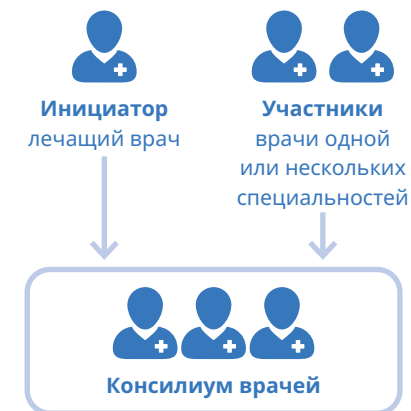 Инициатор
лечащий врач
Участники
врачи одной
или нескольких
специальностей
Консилиум врачей